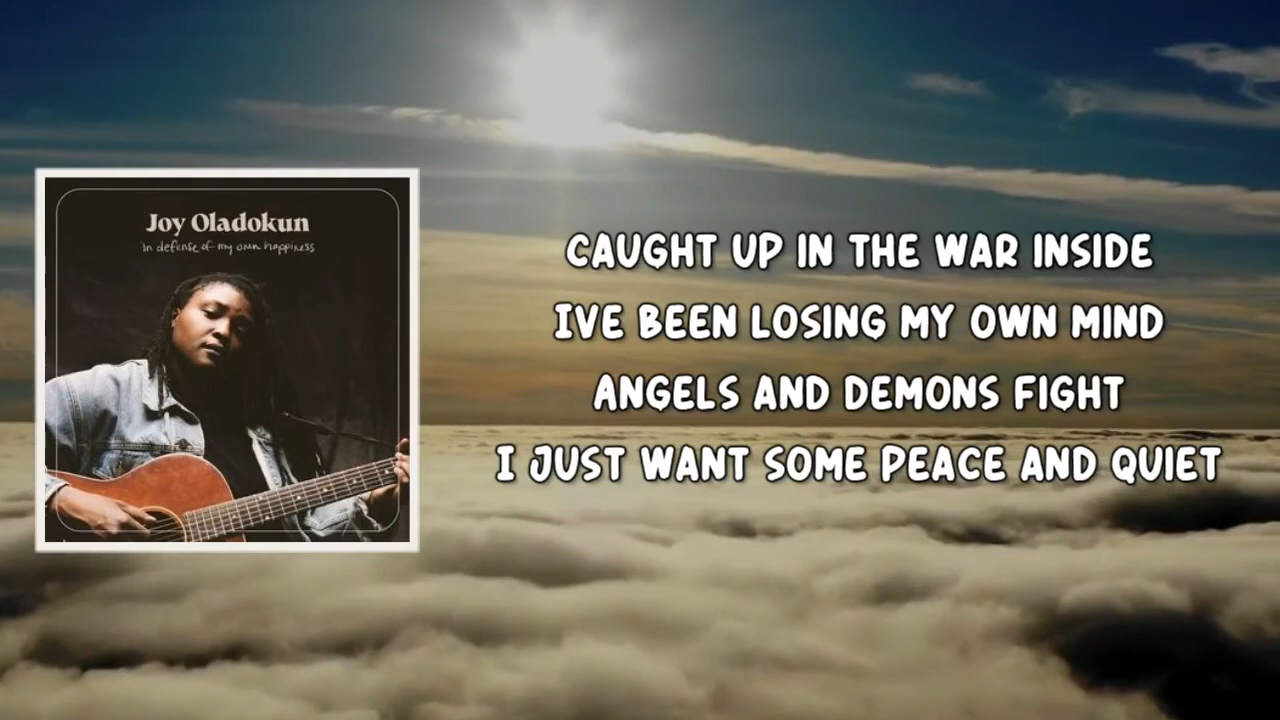 Joy Oladokun
in defense of my own happiness
CAUGHT UP IN THE WAR INSIDE
IVE BEEN LOSING MY OWN MIND
ANGELS AND DEMONS FIGHT
I JUST WANT SOME PEACE AND QUIET